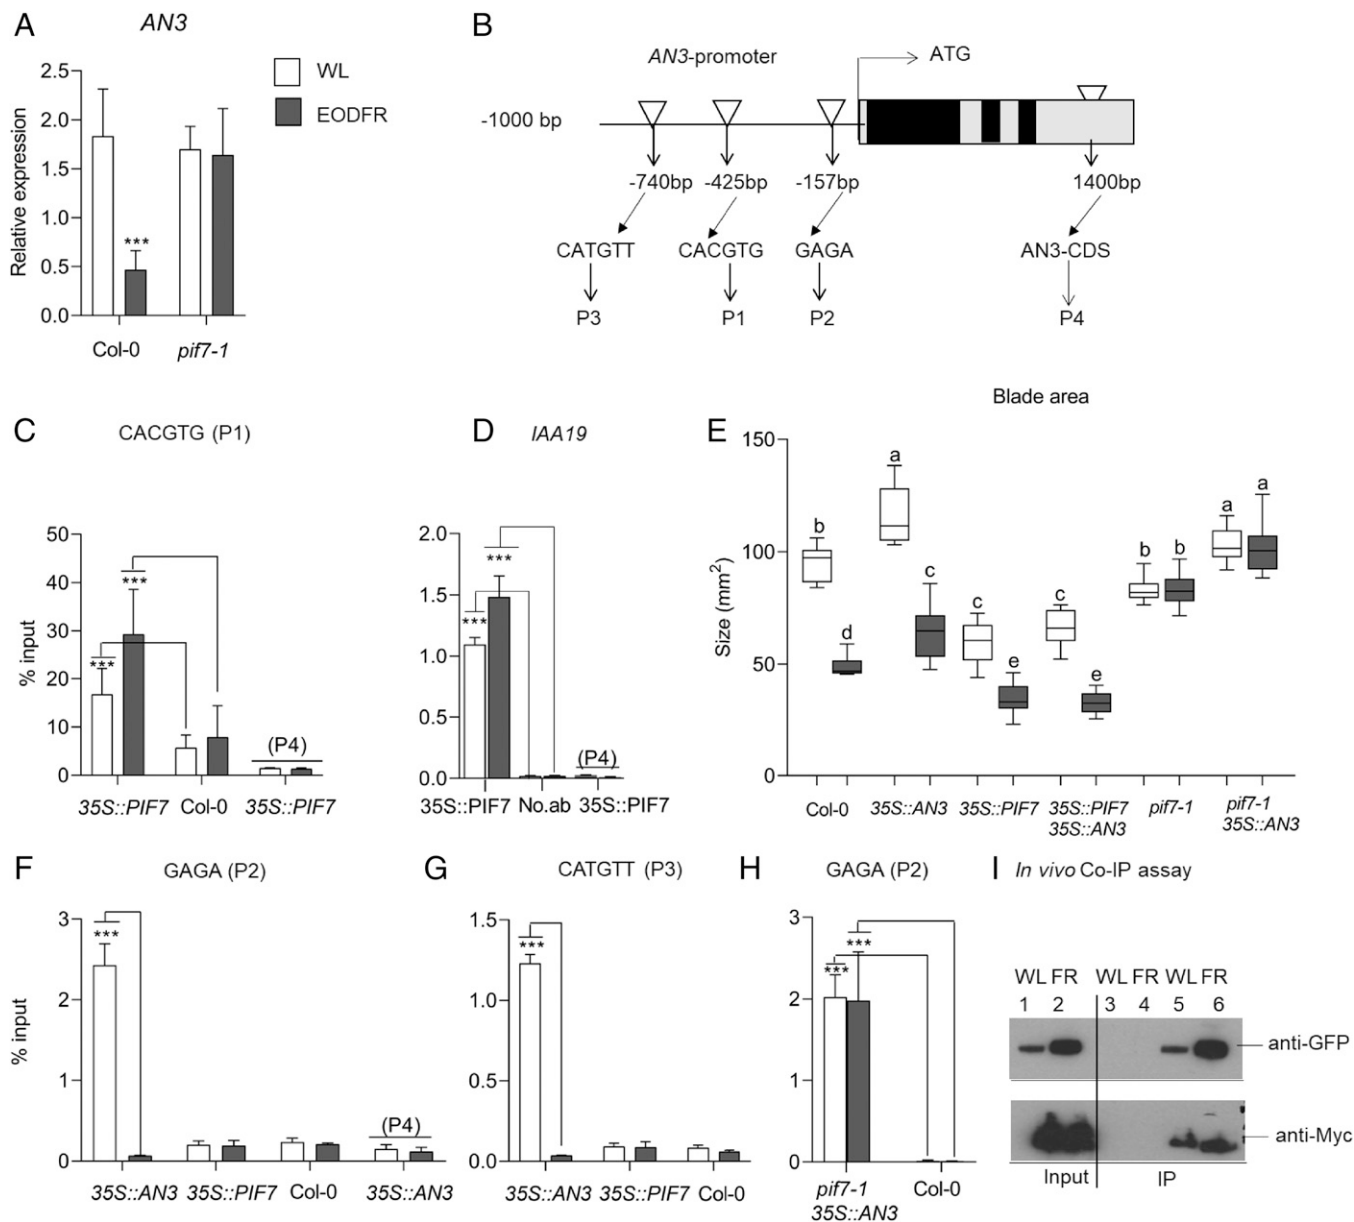 A
AN3
2.5
2.0
1.5
1.0
0.5
0.0
Relative expression
***
Col-0
pif7-1
WL
EODFR
B
AN3-promoter
ATG
-1000 bp
-740bp
-425bp
-157bp
1400bp
CATGTT
CACGTG
GAGA
AN3-CDS
P3
P1
P2
P4
C
CACGTG (P1)
50
40
30
20
10
0
% input
***
***
(P4)
35S::PIF7
Col-0
35S::PIF7
D
IAA19
2.0
1.5
1.0
0.5
0.0
***
***
(P4)
35S::PIF7
No.ab
35S::PIF7
E
Blade area
150
100
50
0
Size (mm²)
b
d
a
c
c
e
c
e
b
b
a
a
Col-0
35S::AN3
35S::PIF7
35S::PIF7
35S::AN3
pif7-1
pif7-1
35S::AN3
F
GAGA (P2)
3
2
1
0
% input
***
(P4)
35S::AN3
35S::PIF7
Col-0
35S::AN3
G
CATGTT (P3)
1.5
1.0
0.5
0.0
***
35S::AN3
35S::PIF7
Col-0
H
GAGA (P2)
3
2
1
0
***
***
pif7-1
35S::AN3
Col-0
I
In vivo Co-IP assay
WL FR WL FR WL FR
1 2 3 4 5 6
anti-GFP
anti-Myc
Input
IP